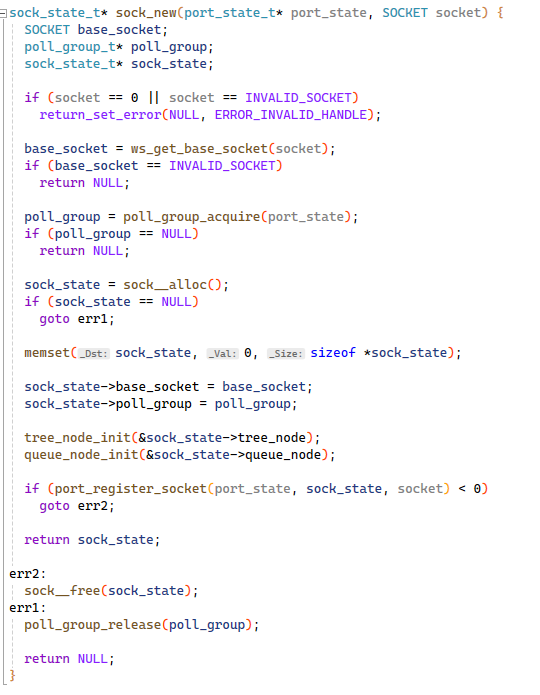 sock_state_t* sock_new(port_state_t* port_state, SOCKET socket) {
  SOCKET base_socket;
  poll_group_t* poll_group;
  sock_state_t* sock_state;

  if (socket == 0 || socket == INVALID_SOCKET)
    return_set_error(NULL, ERROR_INVALID_HANDLE);

  base_socket = ws_get_base_socket(socket);
  if (base_socket == INVALID_SOCKET)
    return NULL;

  poll_group = poll_group_acquire(port_state);
  if (poll_group == NULL)
    return NULL;

  sock_state = sock__alloc();
  if (sock_state == NULL)
    goto err1;

  memset(_Dst: sock_state, _Val: 0, _Size: sizeof *sock_state);

  sock_state->base_socket = base_socket;
  sock_state->poll_group = poll_group;

  tree_node_init(&sock_state->tree_node);
  queue_node_init(&sock_state->queue_node);

  if (port_register_socket(port_state, sock_state, socket) < 0)
    goto err2;

  return sock_state;

err2:
  sock__free(sock_state);
err1:
  poll_group_release(poll_group);

  return NULL;
}